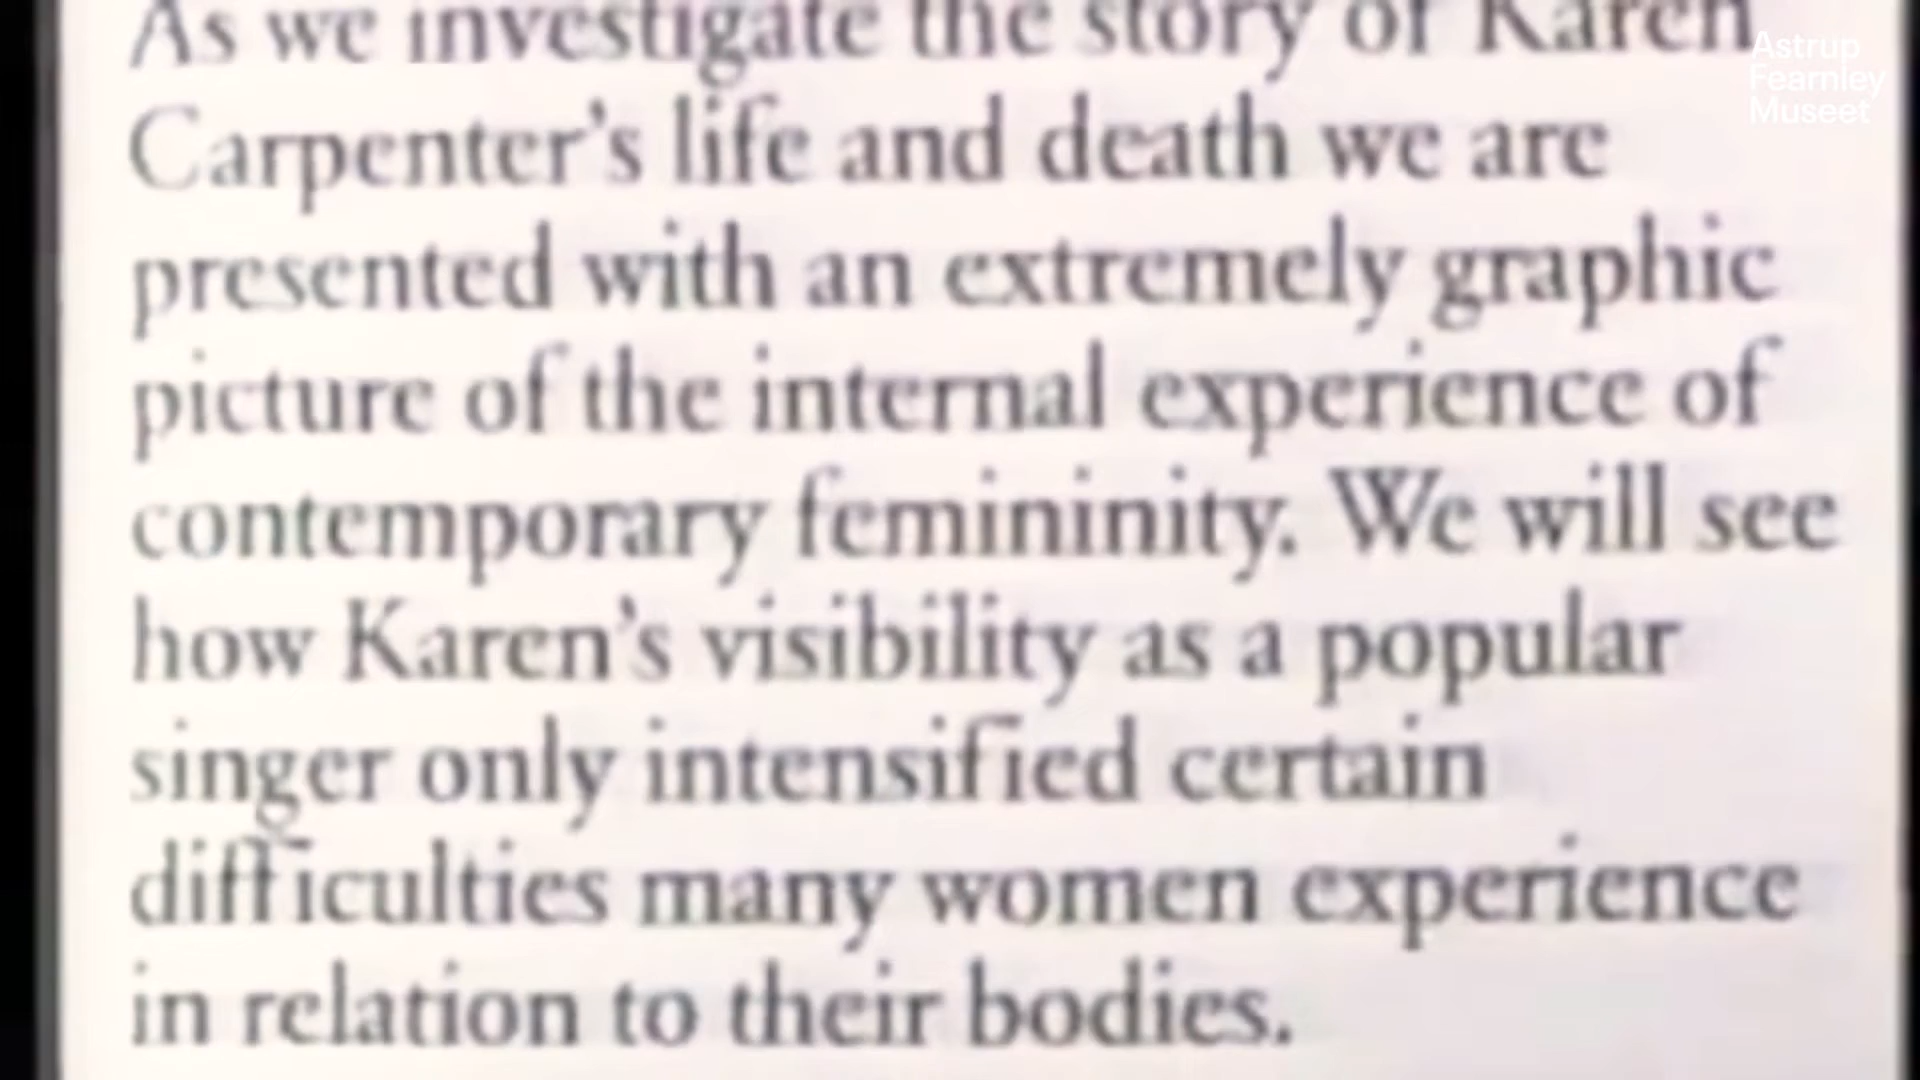 As we investigate the story of Karen
Carpenter's life and death we are
presented with an extremely graphic
picture of the internal experience of
contemporary femininity. We will see
how Karen's visibility as a popular
singer only intensified certain
difficulties many women experience
in relation to their bodies.
Astrup
Fearnley
Museet